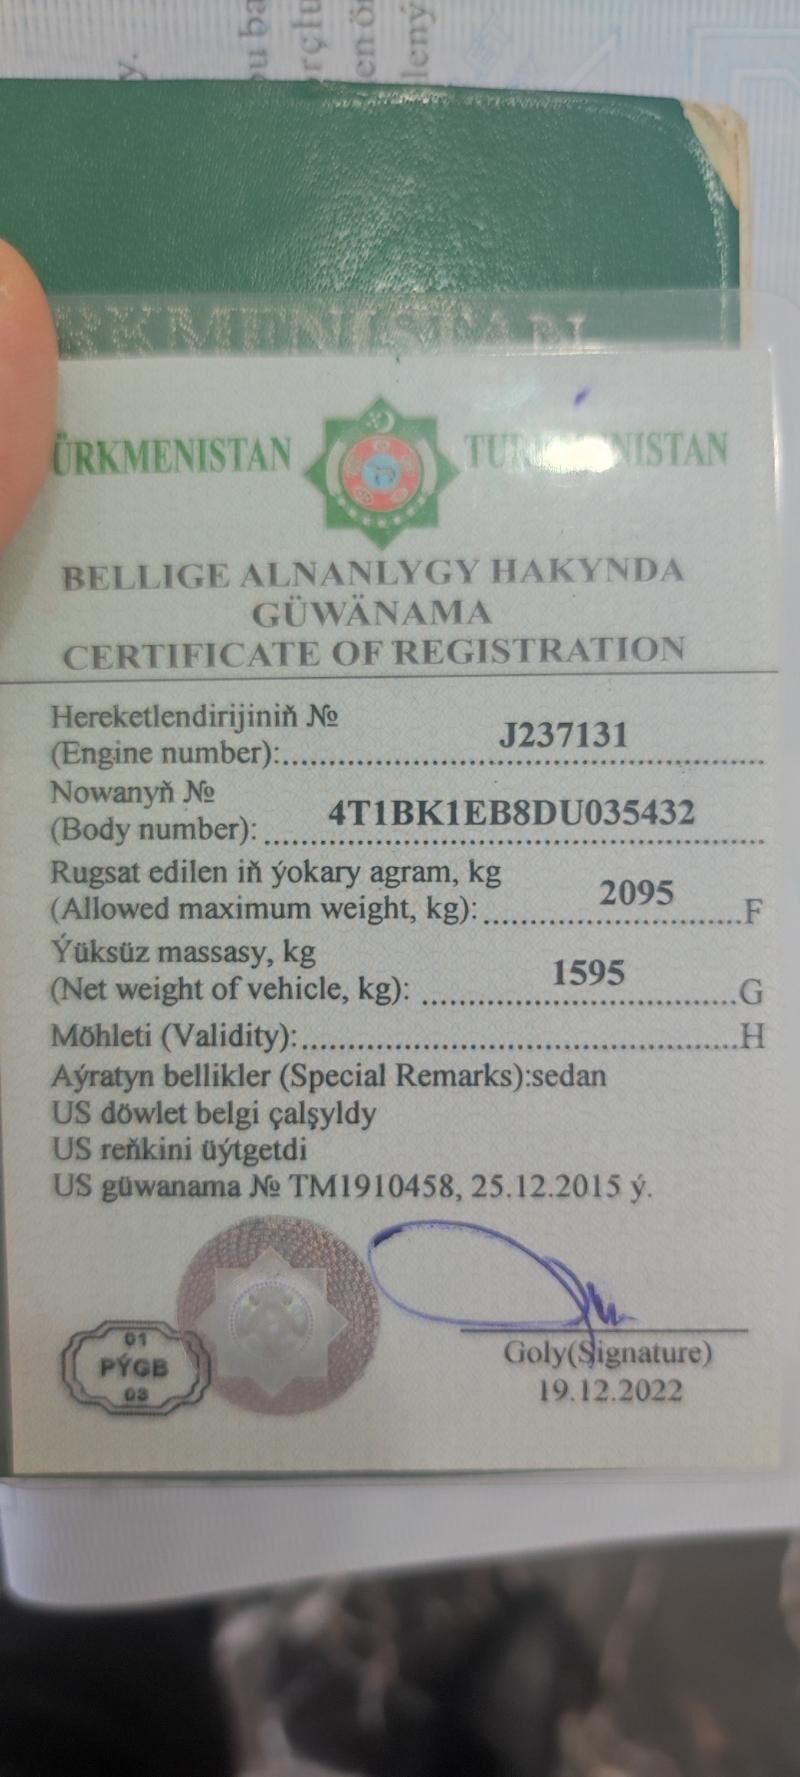 TÜRKMENISTAN
BELLIGE ALNANLYGY HAKYNDA
GÜWÄNAMA
CERTIFICATE OF REGISTRATION
Hereketlendirijiniň №
(Engine number): J237131
Nowanyň №
(Body number): 4T1BK1EB8DU035432
Rugsat edilen iň ýokary agram, kg
(Allowed maximum weight, kg): 2095 F
Ýüksüz massasy, kg
(Net weight of vehicle, kg): 1595 G
Möhleti (Validity): H
Aýratyn bellikler (Special Remarks):sedan
US döwlet belgi çalşyldy
US reňkini üýtgetdi
US güwanama № TM1910458, 25.12.2015 ý.
Goly(Signature)
19.12.2022
01
PÝGB
03